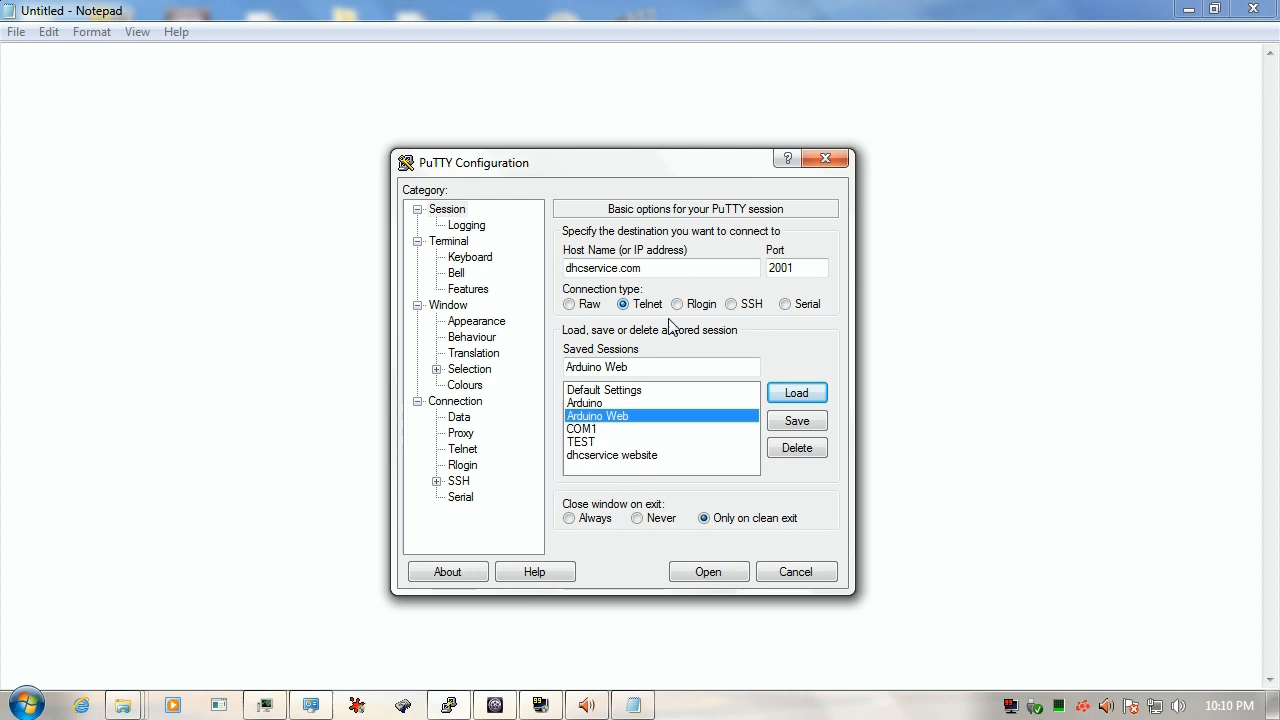 Untitled - Notepad
File Edit Format View Help
PuTTY Configuration
?
Category:
Session
Logging
Terminal
Keyboard
Bell
Features
Window
Appearance
Behaviour
Translation
Selection
Colours
Connection
Data
Proxy
Telnet
Rlogin
SSH
Serial
Basic options for your PuTTY session
Specify the destination you want to connect to
Host Name (or IP address) Port
dhcservice.com 2001
Connection type:
Raw Telnet Rlogin SSH Serial
Load, save or delete a stored session
Saved Sessions
Arduino Web
Default Settings
Arduino
Arduino Web
COM1
TEST
dhcservice website
Load
Save
Delete
Close window on exit:
Always Never Only on clean exit
About Help Open Cancel
10:10 PM